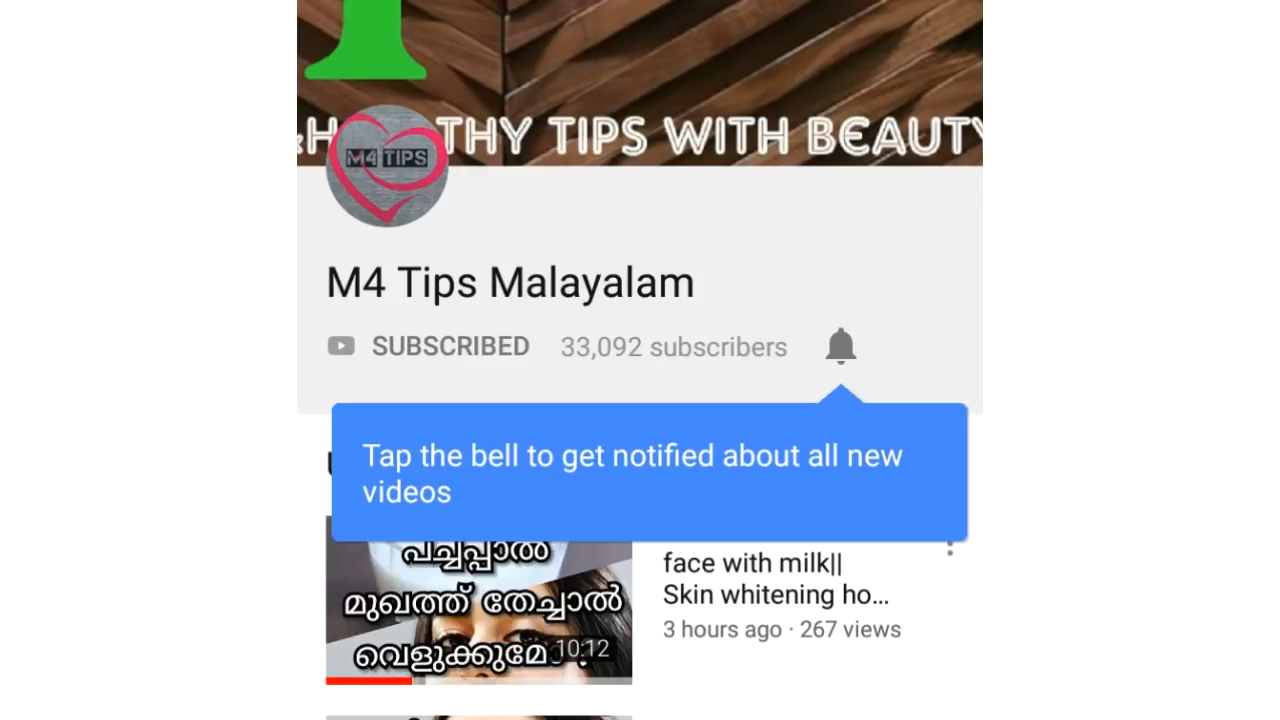 THY TIPS WITH BEAUTY
M4 TIPS
M4 Tips Malayalam
SUBSCRIBED 33,092 subscribers
Tap the bell to get notified about all new
videos
പച്ചപ്പാൽ
മുഖത്ത് തേച്ചാൽ
വെളുക്കുമോ ?
10:12
face with milk||
Skin whitening ho...
3 hours ago · 267 views